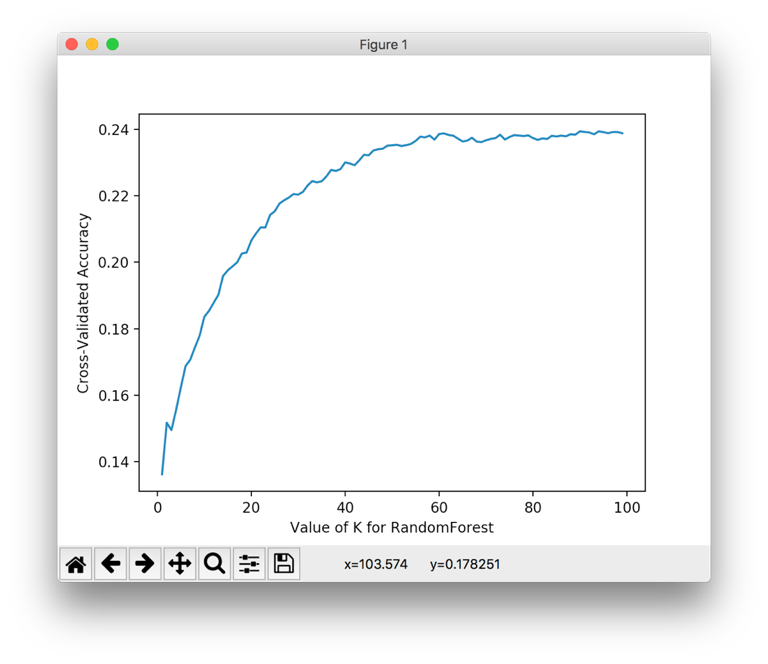 Figure 1
0.24
0.22
0.20
0.18
0.16
0.14
Cross-Validated Accuracy
0 20 40 60 80 100
Value of K for RandomForest
x=103.574 y=0.178251